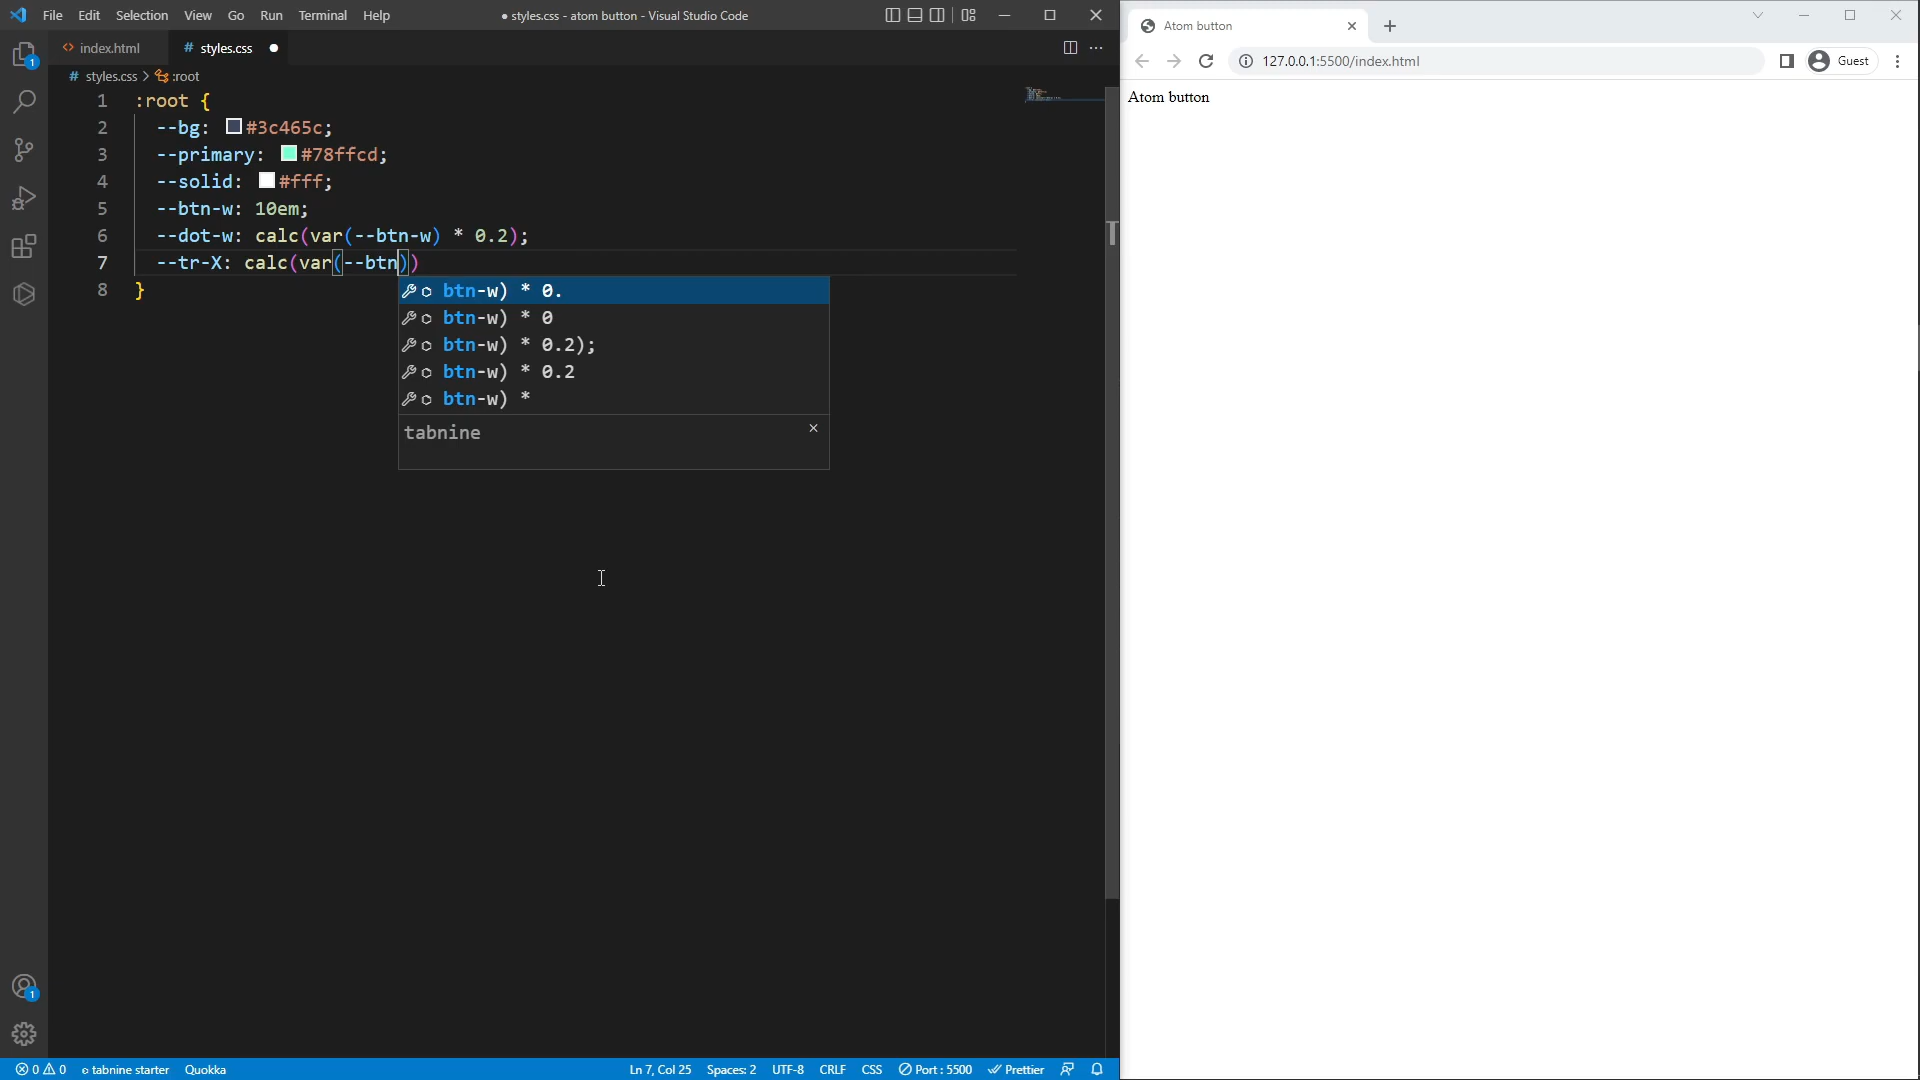 File Edit Selection View Go Run Terminal Help
● styles.css - atom button - Visual Studio Code
index.html
# styles.css ●
# styles.css > :root
1 :root {
2 --bg: #3c465c;
3 --primary: #78ffcd;
4 --solid: #fff;
5 --btn-w: 10em;
6 --dot-w: calc(var(--btn-w) * 0.2);
7 --tr-X: calc(var(--btn))
8 }
btn-w) * 0.
btn-w) * 0
btn-w) * 0.2);
btn-w) * 0.2
btn-w) *
tabnine
1
1
0 0 tabnine starter Quokka
Ln 7, Col 25 Spaces: 2 UTF-8 CRLF CSS Port : 5500 Prettier
Atom button
127.0.0.1:5500/index.html
Guest
Atom button